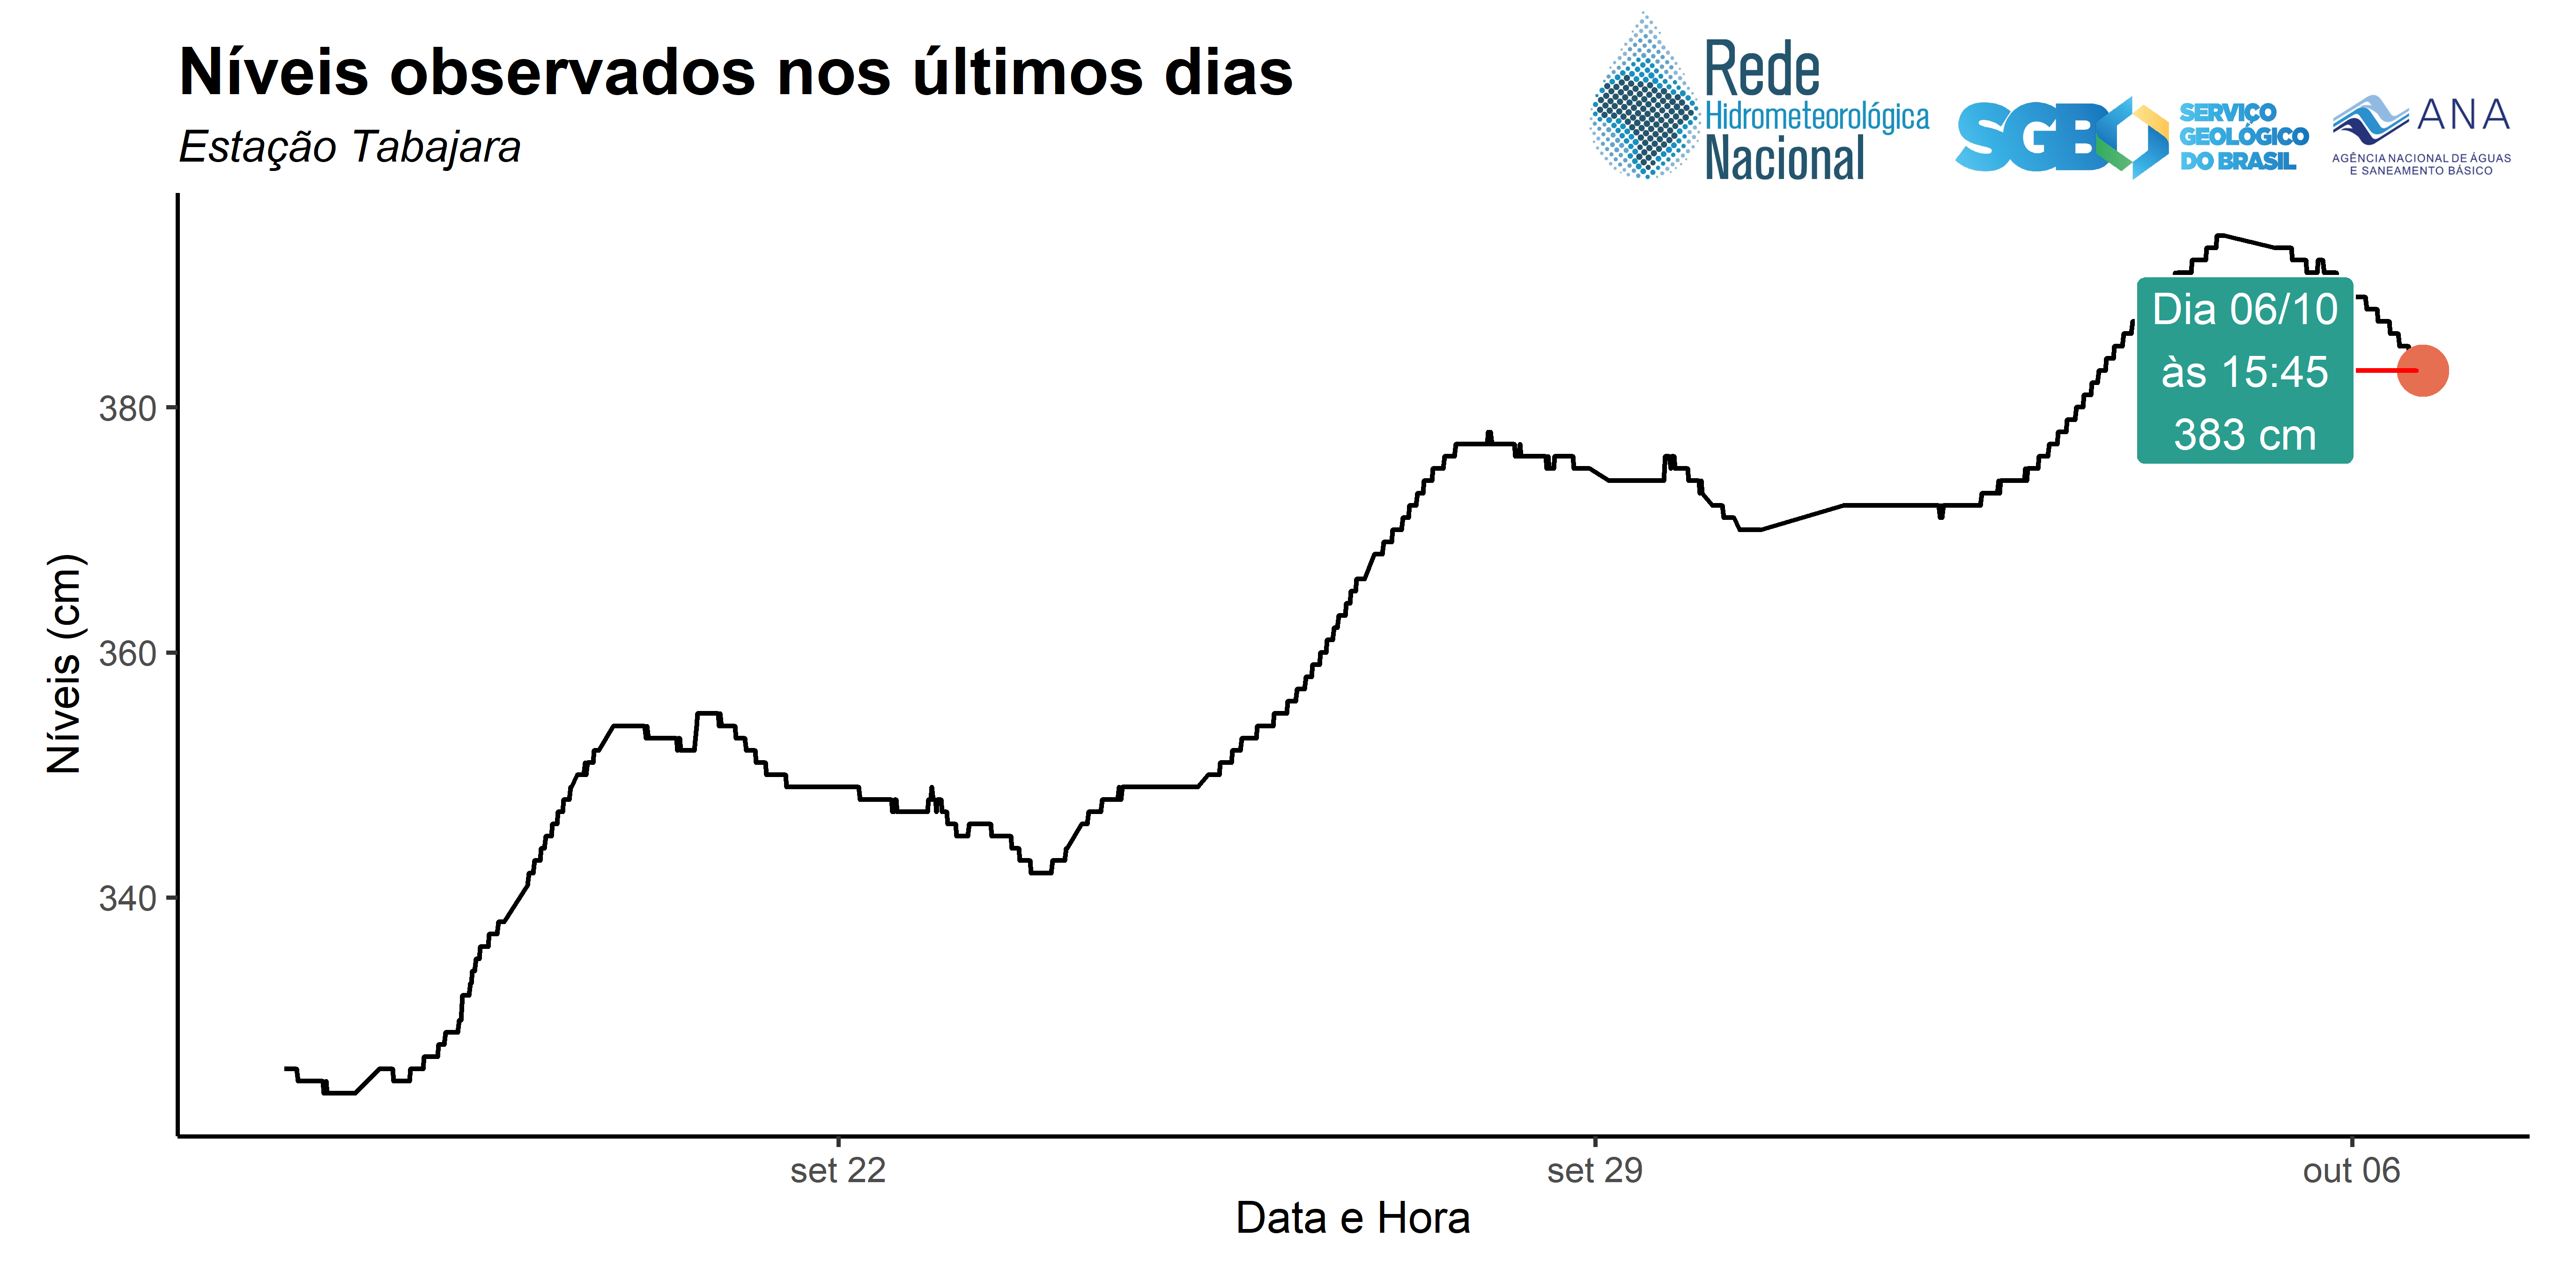 Níveis observados nos últimos dias
Estação Tabajara
Rede
Hidrometeorológica
Nacional
SGB
SERVIÇO
GEOLÓGICO
DO BRASIL
ANA
AGÊNCIA NACIONAL DE ÁGUAS
E SANEAMENTO BÁSICO
Dia 06/10
às 15:45
383 cm
380
360
340
Níveis (cm)
set 22
set 29
out 06
Data e Hora